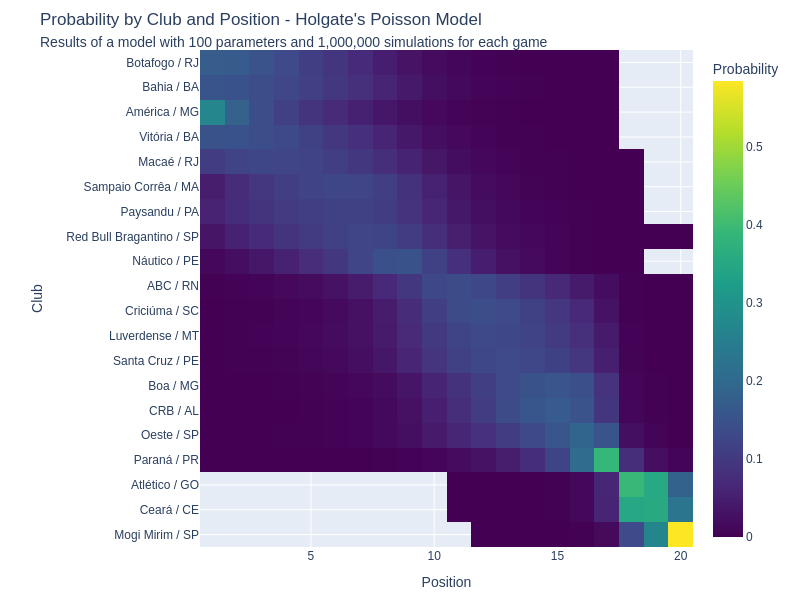 Probability by Club and Position - Holgate's Poisson Model
Results of a model with 100 parameters and 1,000,000 simulations for each game
Probability
Club
Botafogo / RJ
Bahia / BA
América / MG
Vitória / BA
Macaé / RJ
Sampaio Corrêa / MA
Paysandu / PA
Red Bull Bragantino / SP
Náutico / PE
ABC / RN
Criciúma / SC
Luverdense / MT
Santa Cruz / PE
Boa / MG
CRB / AL
Oeste / SP
Paraná / PR
Atlético / GO
Ceará / CE
Mogi Mirim / SP
5 10 15 20
Position
0.5
0.4
0.3
0.2
0.1
0